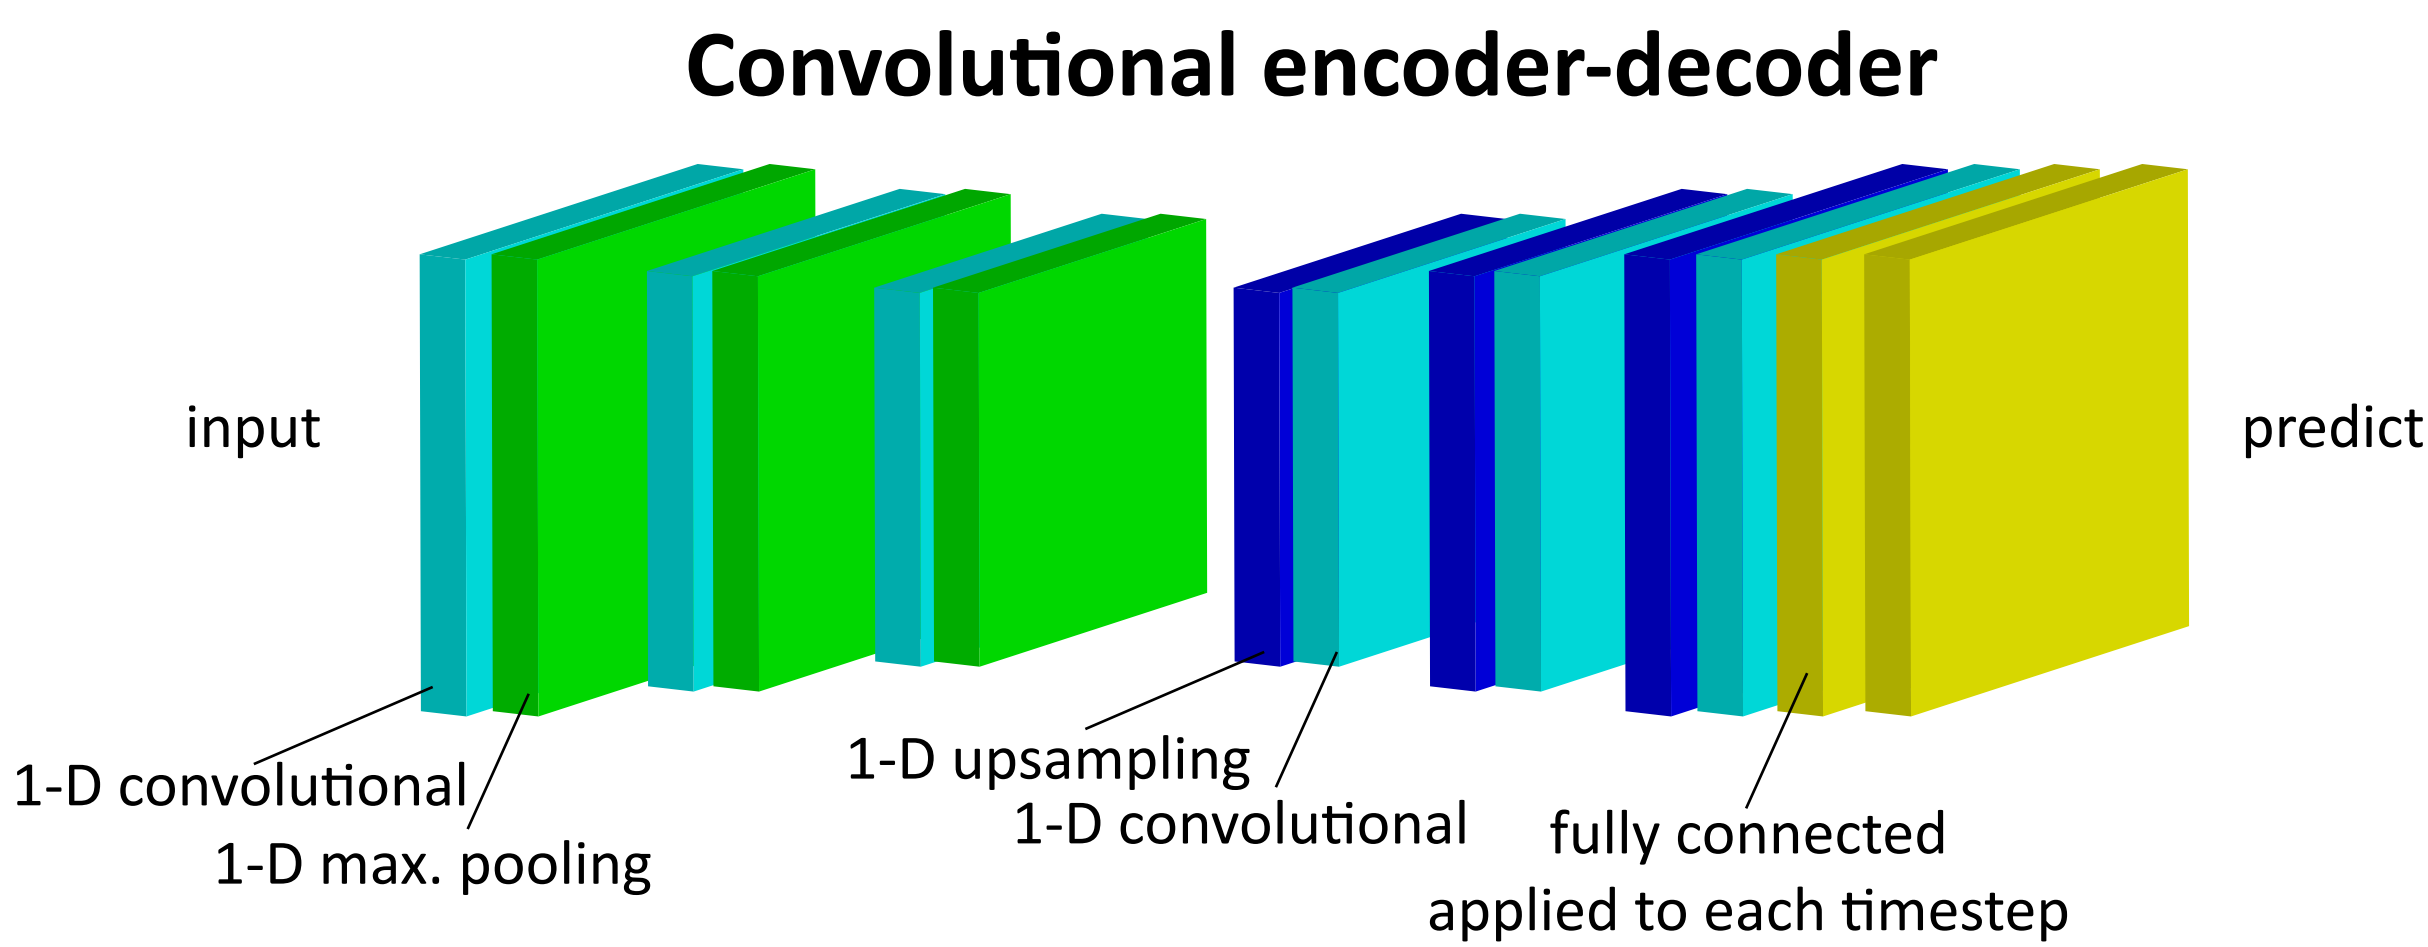 Convolutional encoder-decoder
input
predict
1-D convolutional
1-D max. pooling
1-D upsampling
1-D convolutional
fully connected
applied to each timestep